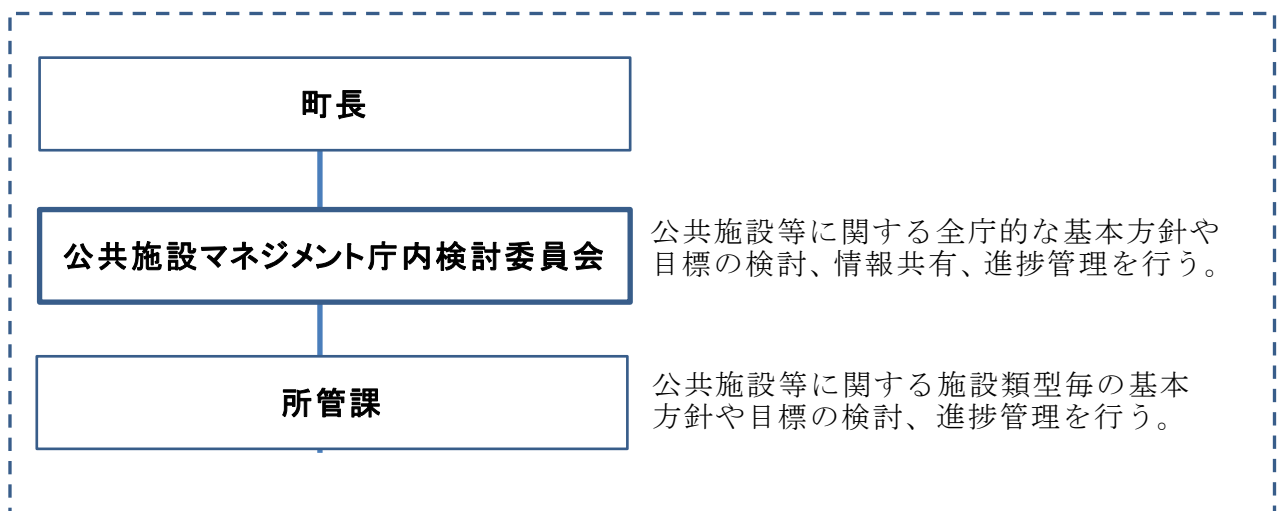 町長
公共施設マネジメント庁内検討委員会
公共施設等に関する全庁的な基本方針や
目標の検討、情報共有、進捗管理を行う。
所管課
公共施設等に関する施設類型毎の基本
方針や目標の検討、進捗管理を行う。